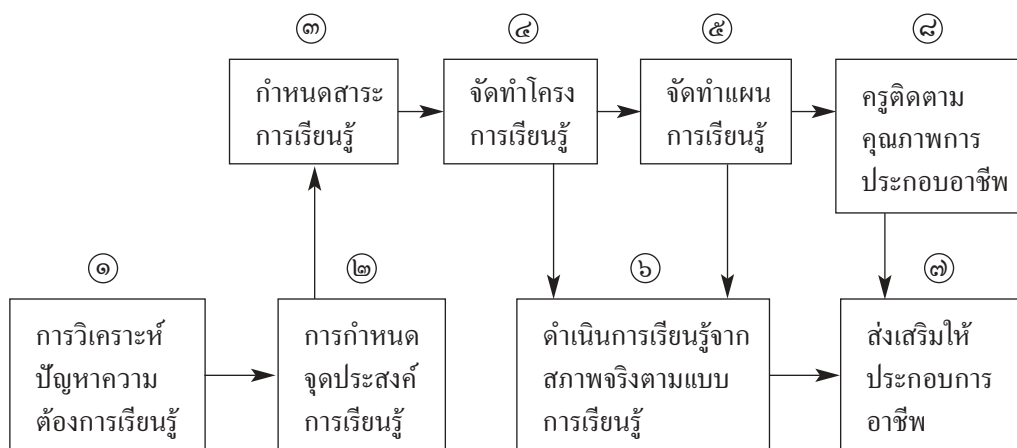 ๓
กำหนดสาระ
การเรียนรู้
๔
จัดทำโครง
การเรียนรู้
๕
จัดทำแผน
การเรียนรู้
๘
ครูติดตาม
คุณภาพการ
ประกอบอาชีพ
๑
การวิเคราะห์
ปัญหาความ
ต้องการเรียนรู้
๒
การกำหนด
จุดประสงค์
การเรียนรู้
๖
ดำเนินการเรียนรู้จาก
สภาพจริงตามแบบ
การเรียนรู้
๗
ส่งเสริมให้
ประกอบการ
อาชีพ